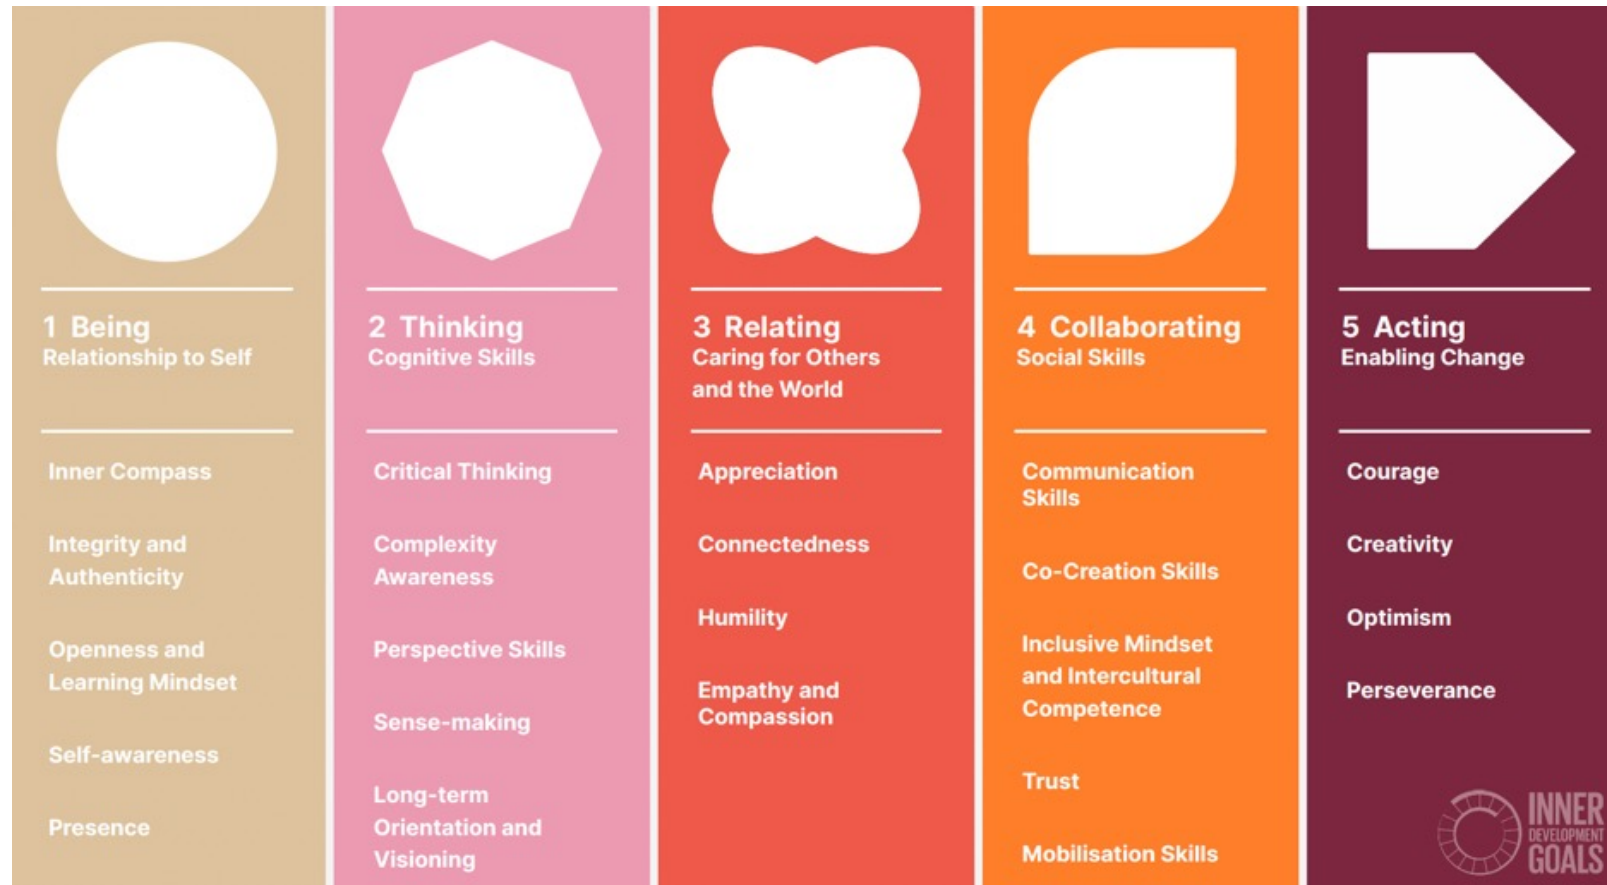 1 Being
Relationship to Self
Inner Compass
Integrity and
Authenticity
Openness and
Learning Mindset
Self-awareness
Presence
2 Thinking
Cognitive Skills
Critical Thinking
Complexity
Awareness
Perspective Skills
Sense-making
Long-term
Orientation and
Visioning
3 Relating
Caring for Others
and the World
Appreciation
Connectedness
Humility
Empathy and
Compassion
4 Collaborating
Social Skills
Communication
Skills
Co-Creation Skills
Inclusive Mindset
and Intercultural
Competence
Trust
Mobilisation Skills
5 Acting
Enabling Change
Courage
Creativity
Optimism
Perseverance
INNER
DEVELOPMENT
GOALS